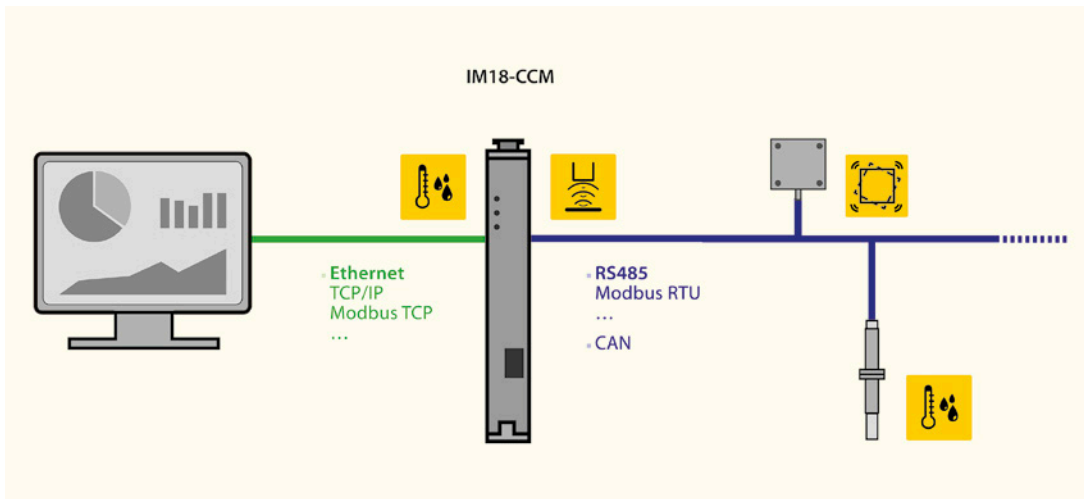 IM18-CCM
Ethernet
TCP/IP
Modbus TCP
...
RS485
Modbus RTU
...
CAN